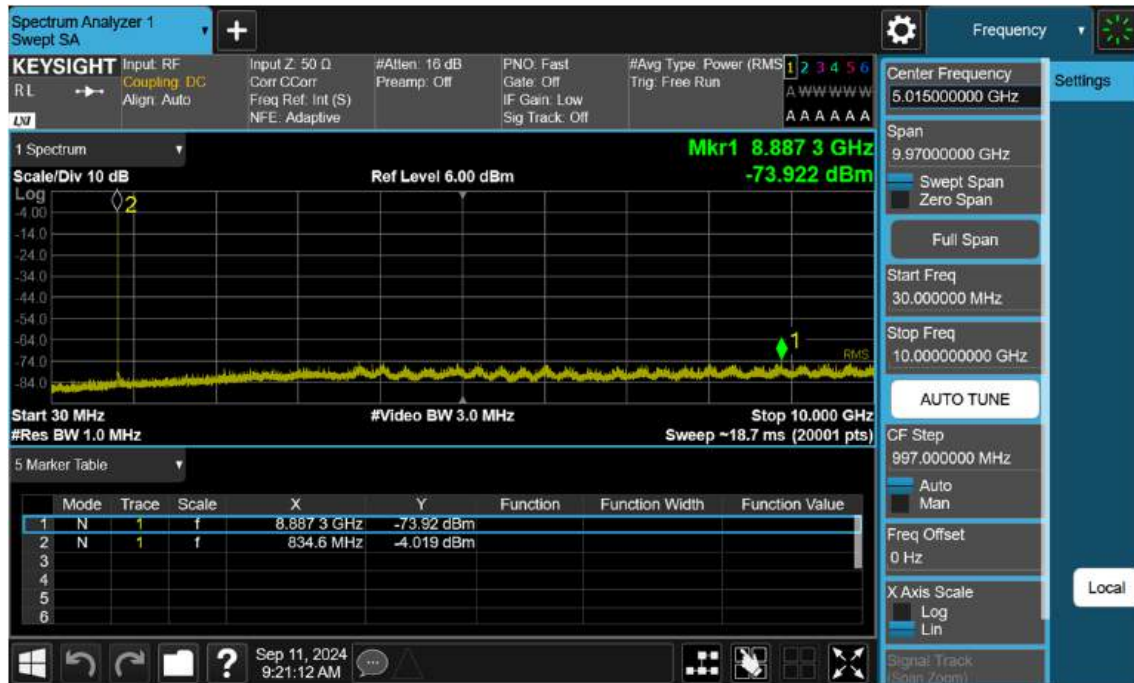 Spectrum Analyzer 1
Swept SA
+
Frequency
KEYSIGHT
RL
LXI
Input: RF
Coupling: DC
Align: Auto
Input Z: 50 Ω
Corr CCorr
Freq Ref: Int (S)
NFE: Adaptive
#Atten: 16 dB
Preamp: Off
PNO: Fast
Gate: Off
IF Gain: Low
Sig Track: Off
#Avg Type: Power (RMS
Trig: Free Run
1 2 3 4 5 6
A W W W W W
A A A A A A
1 Spectrum
Scale/Div 10 dB
Ref Level 6.00 dBm
Mkr1 8.887 3 GHz
-73.922 dBm
Log
-4.00
-14.0
-24.0
-34.0
-44.0
-54.0
-64.0
-74.0
-84.0
2
1
RMS
Start 30 MHz
#Video BW 3.0 MHz
Stop 10.000 GHz
#Res BW 1.0 MHz
Sweep ~18.7 ms (20001 pts)
5 Marker Table
Mode Trace Scale X Y Function Function Width Function Value
1 N 1 f 8.887 3 GHz -73.92 dBm
2 N 1 f 834.6 MHz -4.019 dBm
3
4
5
6
?
Sep 11, 2024
9:21:12 AM
Center Frequency
5.015000000 GHz
Settings
Span
9.97000000 GHz
Swept Span
Zero Span
Full Span
Start Freq
30.000000 MHz
Stop Freq
10.000000000 GHz
AUTO TUNE
CF Step
997.000000 MHz
Auto
Man
Freq Offset
0 Hz
X Axis Scale
Log
Lin
Local
Signal Track
(Span Zoom)